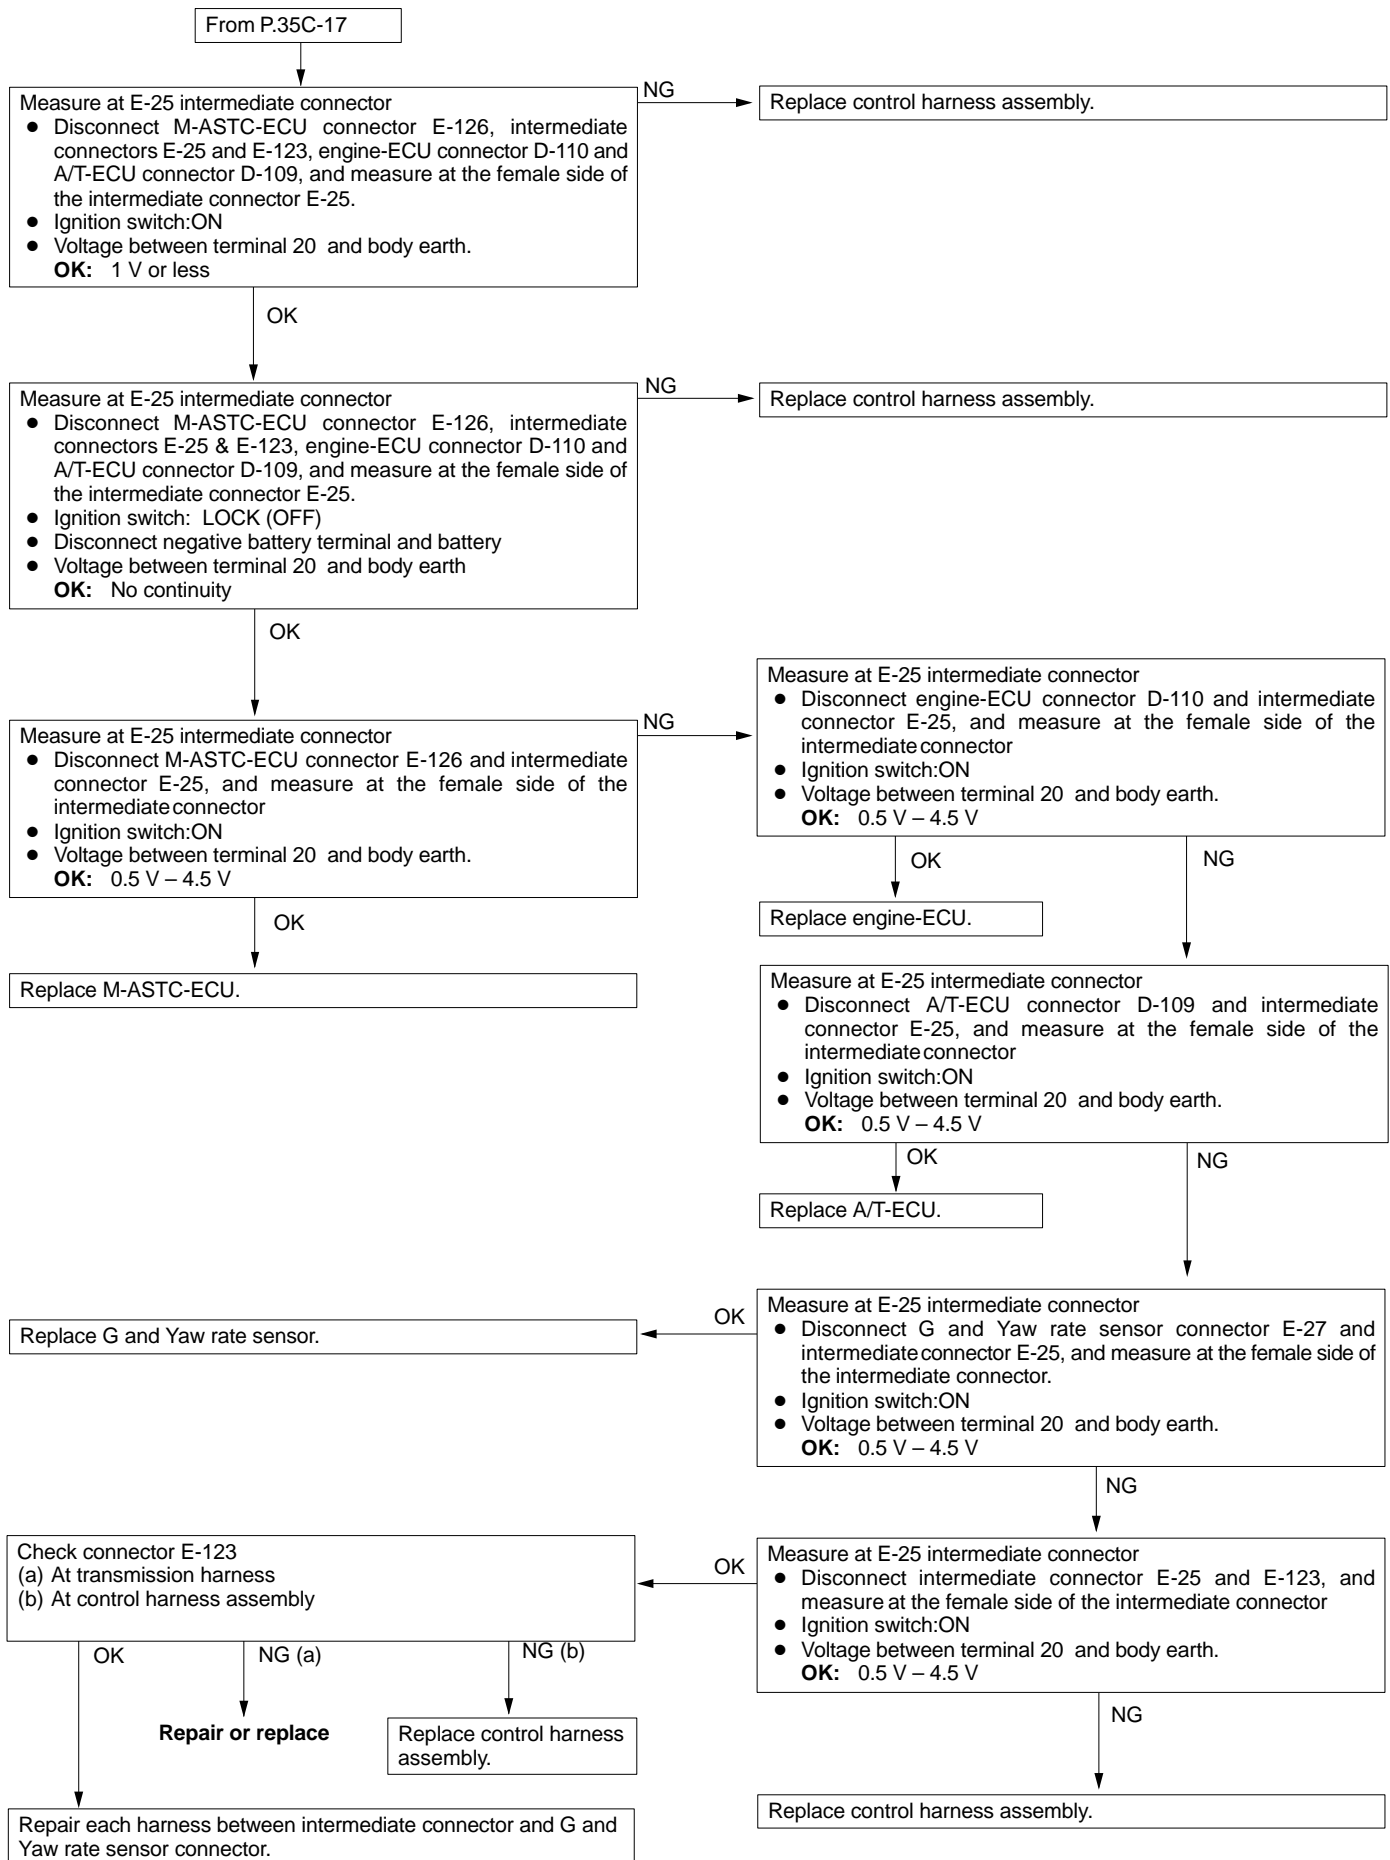 From P.35C-17
Measure at E-25 intermediate connector
● Disconnect M-ASTC-ECU connector E-126, intermediate
connectors E-25 and E-123, engine-ECU connector D-110 and
A/T-ECU connector D-109, and measure at the female side of
the intermediate connector E-25.
● Ignition switch:ON
● Voltage between terminal 20 and body earth.
OK: 1 V or less
NG
Replace control harness assembly.
OK
Measure at E-25 intermediate connector
● Disconnect M-ASTC-ECU connector E-126, intermediate
connectors E-25 & E-123, engine-ECU connector D-110 and
A/T-ECU connector D-109, and measure at the female side of
the intermediate connector E-25.
● Ignition switch: LOCK (OFF)
● Disconnect negative battery terminal and battery
● Voltage between terminal 20 and body earth
OK: No continuity
NG
Replace control harness assembly.
OK
Measure at E-25 intermediate connector
● Disconnect M-ASTC-ECU connector E-126 and intermediate
connector E-25, and measure at the female side of the
intermediate connector
● Ignition switch:ON
● Voltage between terminal 20 and body earth.
OK: 0.5 V – 4.5 V
NG
Measure at E-25 intermediate connector
● Disconnect engine-ECU connector D-110 and intermediate
connector E-25, and measure at the female side of the
intermediate connector
● Ignition switch:ON
● Voltage between terminal 20 and body earth.
OK: 0.5 V – 4.5 V
OK
Replace M-ASTC-ECU.
OK
NG
Replace engine-ECU.
Measure at E-25 intermediate connector
● Disconnect A/T-ECU connector D-109 and intermediate
connector E-25, and measure at the female side of the
intermediate connector
● Ignition switch:ON
● Voltage between terminal 20 and body earth.
OK: 0.5 V – 4.5 V
OK
NG
Replace A/T-ECU.
Measure at E-25 intermediate connector
● Disconnect G and Yaw rate sensor connector E-27 and
intermediate connector E-25, and measure at the female side of
the intermediate connector.
● Ignition switch:ON
● Voltage between terminal 20 and body earth.
OK: 0.5 V – 4.5 V
OK
Replace G and Yaw rate sensor.
NG
Measure at E-25 intermediate connector
● Disconnect intermediate connector E-25 and E-123, and
measure at the female side of the intermediate connector
● Ignition switch:ON
● Voltage between terminal 20 and body earth.
OK: 0.5 V – 4.5 V
OK
Check connector E-123
(a) At transmission harness
(b) At control harness assembly
OK
NG (a)
NG (b)
NG
Repair or replace
Replace control harness
assembly.
Replace control harness assembly.
Repair each harness between intermediate connector and G and
Yaw rate sensor connector.